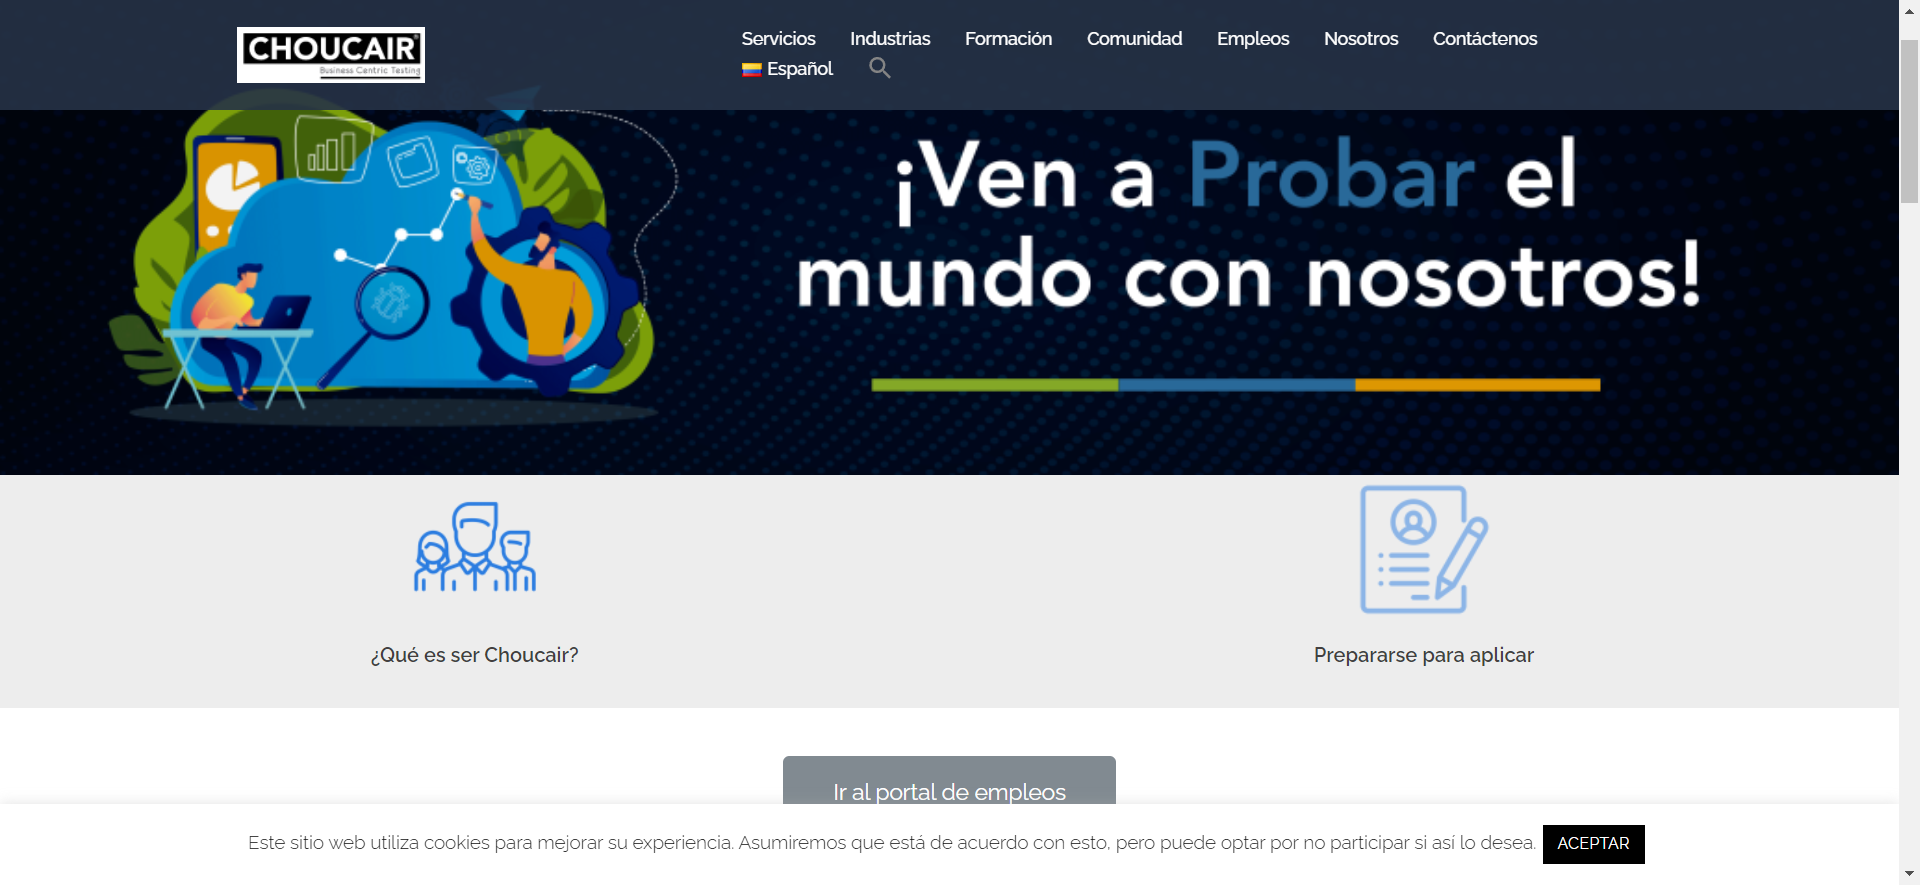 CHOUCAIR®
Business Centric Testing
Servicios Industrias Formación Comunidad Empleos Nosotros Contáctenos
Español
¡Ven a Probar el
mundo con nosotros!
¿Qué es ser Choucair?
Prepararse para aplicar
Ir al portal de empleos
Este sitio web utiliza cookies para mejorar su experiencia. Asumiremos que está de acuerdo con esto, pero puede optar por no participar si así lo desea. ACEPTAR